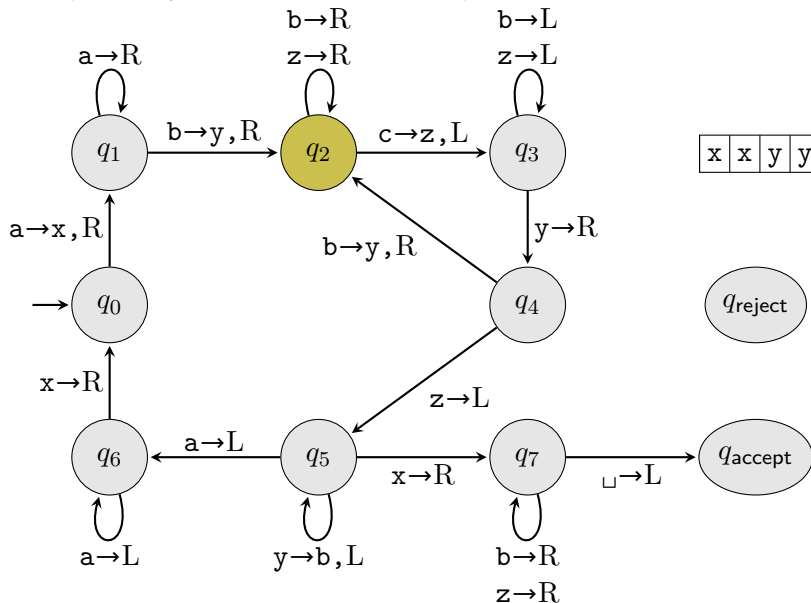 b→R
b→L
a→R
z→R
z→L
q1
b→y,R
q2
c→z,L
q3
x x y y
a→x,R
b→y,R
y→R
q0
q4
qreject
x→R
z→L
q6
a→L
q5
x→R
q7
␣→L
qaccept
a→L
y→b,L
b→R
z→R